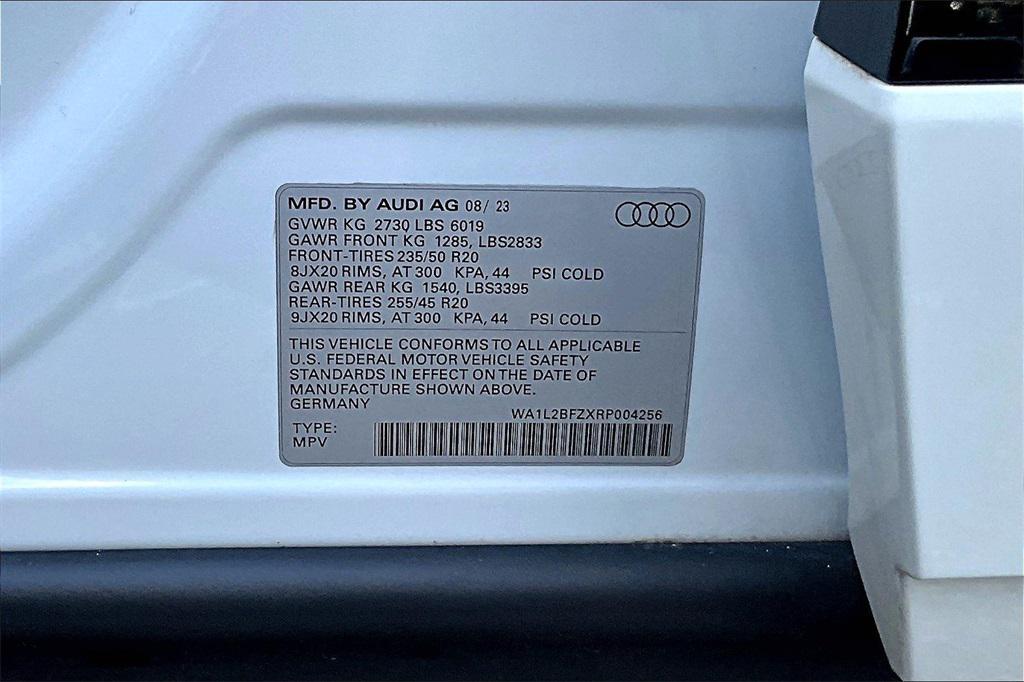 MFD. BY AUDI AG 08/ 23
GVWR KG 2730 LBS 6019
GAWR FRONT KG 1285, LBS2833
FRONT-TIRES 235/50 R20
8JX20 RIMS, AT 300 KPA, 44 PSI COLD
GAWR REAR KG 1540, LBS3395
REAR-TIRES 255/45 R20
9JX20 RIMS, AT 300 KPA, 44 PSI COLD
THIS VEHICLE CONFORMS TO ALL APPLICABLE
U.S. FEDERAL MOTOR VEHICLE SAFETY
STANDARDS IN EFFECT ON THE DATE OF
MANUFACTURE SHOWN ABOVE.
GERMANY
WA1L2BFZXRP004256
TYPE:
MPV